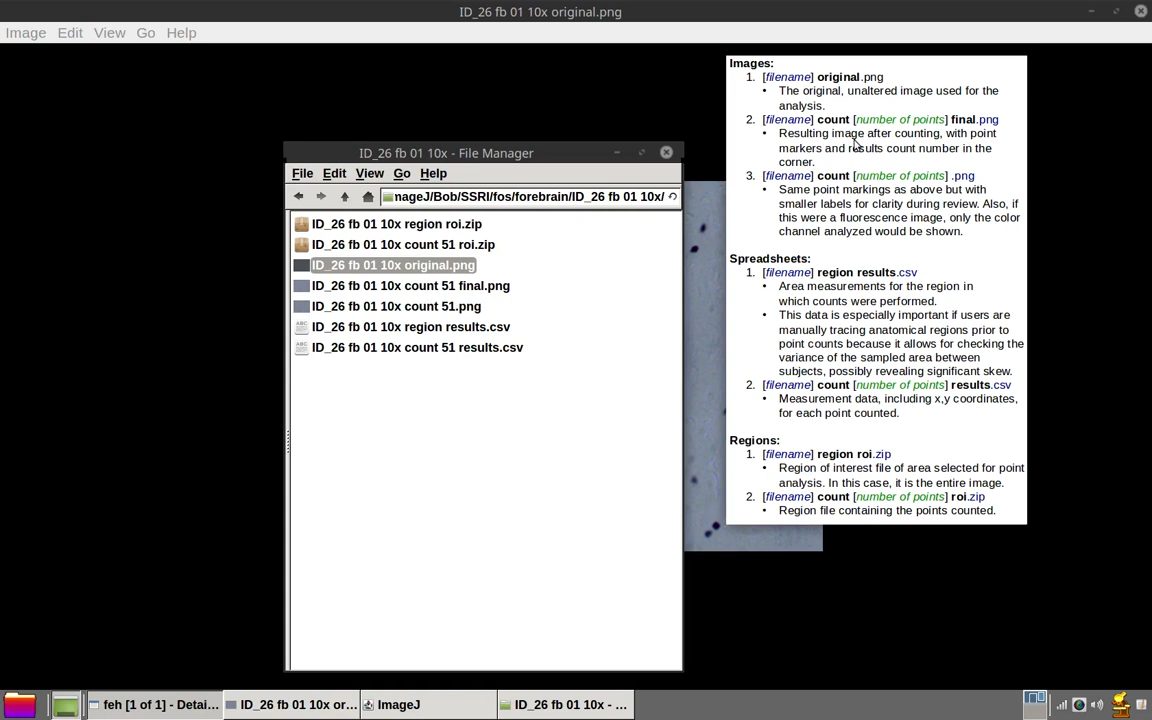 ID_26 fb 01 10x original.png
Image Edit View Go Help
ID_26 fb 01 10x - File Manager
File Edit View Go Help
nageJ/Bob/SSRI/fos/forebrain/ID_26 fb 01 10x/
ID_26 fb 01 10x region roi.zip
ID_26 fb 01 10x count 51 roi.zip
ID_26 fb 01 10x original.png
ID_26 fb 01 10x count 51 final.png
ID_26 fb 01 10x count 51.png
ID_26 fb 01 10x region results.csv
ID_26 fb 01 10x count 51 results.csv
Images:
1. [filename] original.png
• The original, unaltered image used for the
analysis.
2. [filename] count [number of points] final.png
• Resulting image after counting, with point
markers and results count number in the
corner.
3. [filename] count [number of points] .png
• Same point markings as above but with
smaller labels for clarity during review. Also, if
this were a fluorescence image, only the color
channel analyzed would be shown.
Spreadsheets:
1. [filename] region results.csv
• Area measurements for the region in
which counts were performed.
• This data is especially important if users are
manually tracing anatomical regions prior to
point counts because it allows for checking the
variance of the sampled area between
subjects, possibly revealing significant skew.
2. [filename] count [number of points] results.csv
• Measurement data, including x,y coordinates,
for each point counted.
Regions:
1. [filename] region roi.zip
• Region of interest file of area selected for point
analysis. In this case, it is the entire image.
2. [filename] count [number of points] roi.zip
• Region file containing the points counted.
feh [1 of 1] - Detai...
ID_26 fb 01 10x or...
ImageJ
ID_26 fb 01 10x - ...